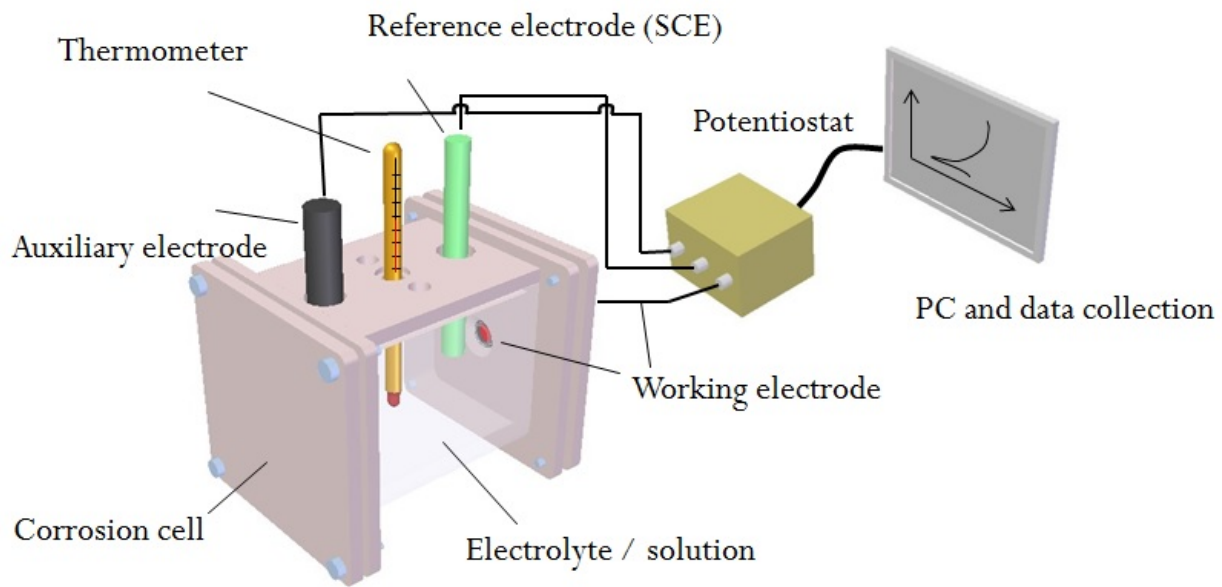 Reference electrode (SCE)
Thermometer
Potentiostat
Auxiliary electrode
PC and data collection
Working electrode
Corrosion cell
Electrolyte / solution